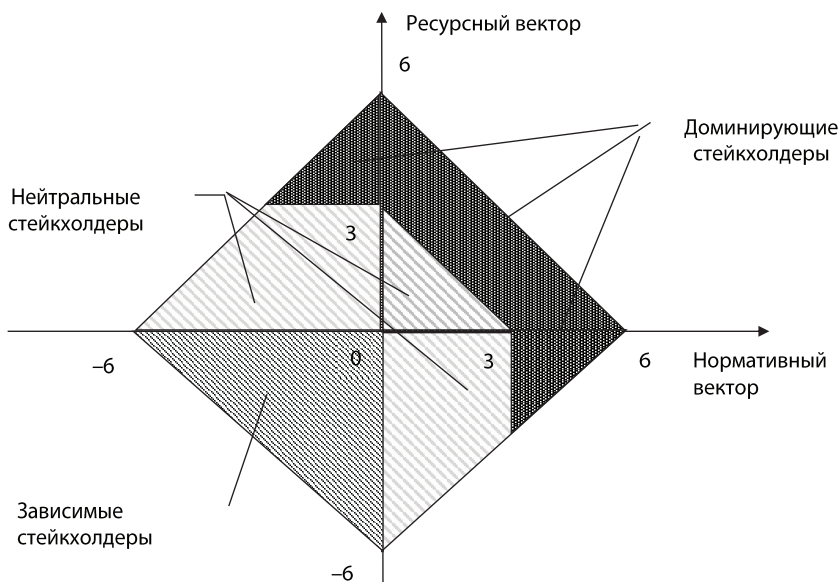 Ресурсный вектор
6
Доминирующие
стейкхолдеры
Нейтральные
стейкхолдеры
3
–6
0
3
6
Нормативный
вектор
Зависимые
стейкхолдеры
–6